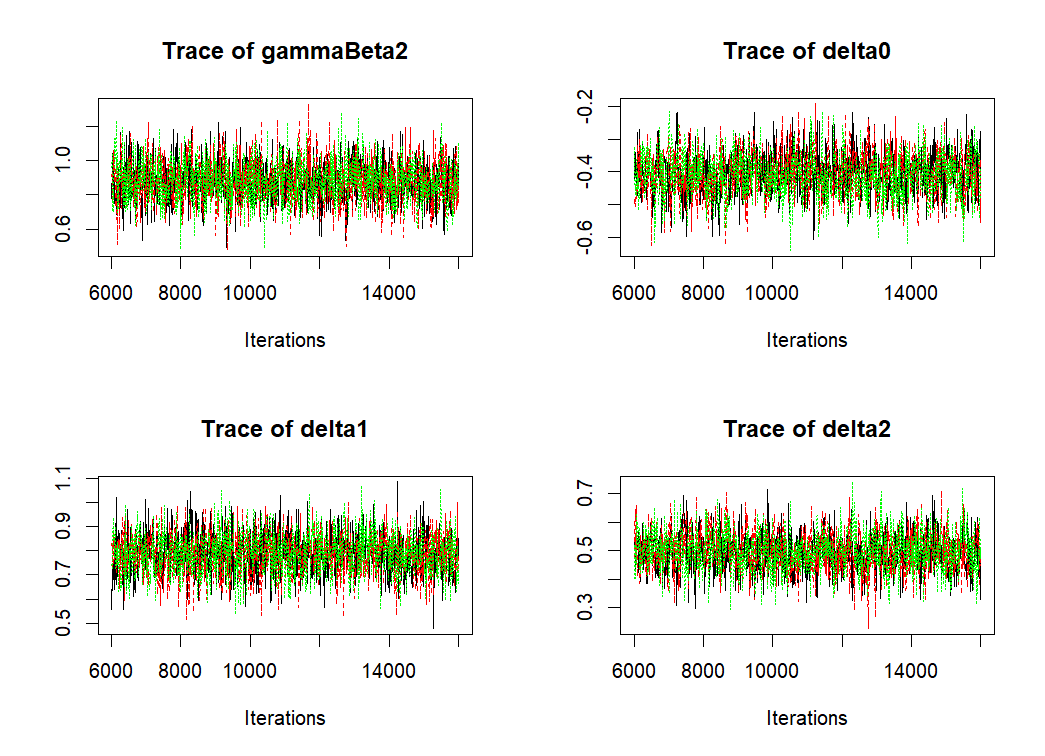 Trace of gammaBeta2
1.0
0.6
6000 8000 10000 14000
Iterations
Trace of delta0
-0.2
-0.4
-0.6
6000 8000 10000 14000
Iterations
Trace of delta1
1.1
0.9
0.7
0.5
6000 8000 10000 14000
Iterations
Trace of delta2
0.7
0.5
0.3
6000 8000 10000 14000
Iterations